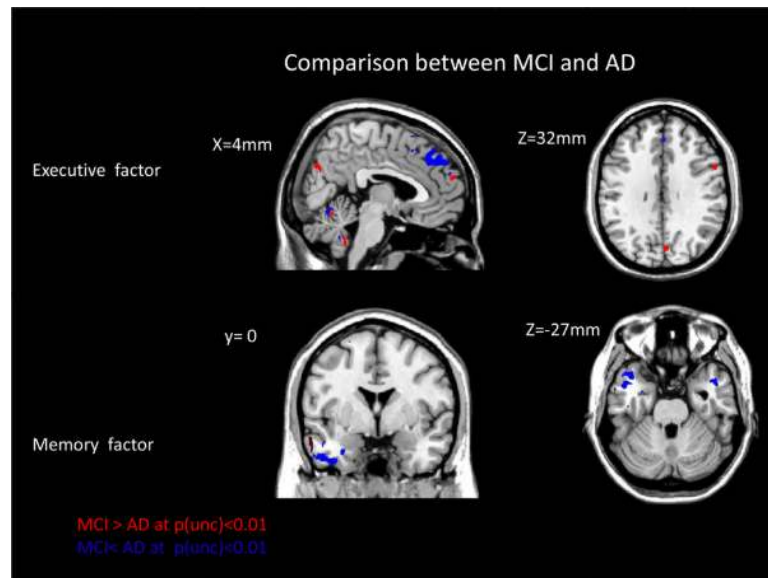 Comparison between MCI and AD
X=4mm
Z=32mm
Executive factor
y= 0
Z=-27mm
Memory factor
MCI > AD at p(unc)<0.01
MCI< AD at p(unc)<0.01